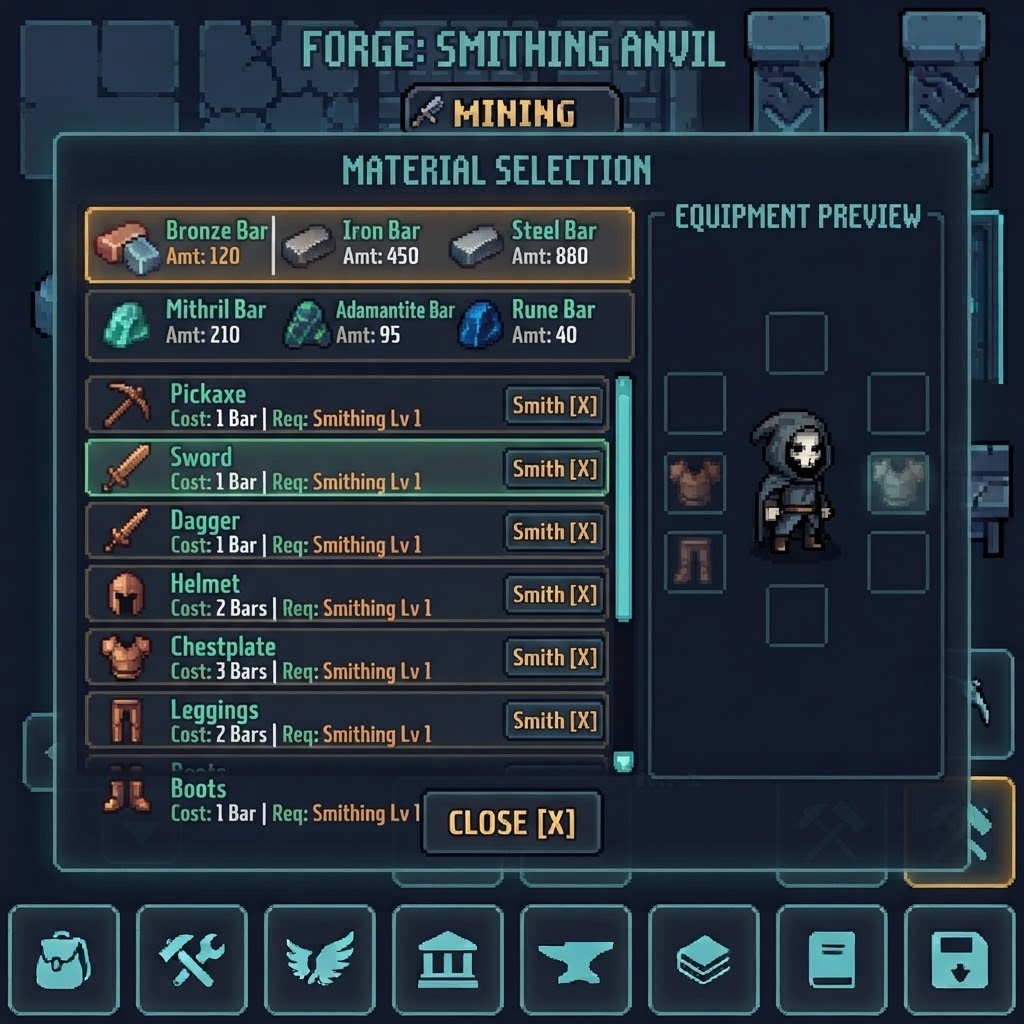 FORGE: SMITHING ANVIL
MINING
MATERIAL SELECTION
Bronze Bar
Amt: 120
Iron Bar
Amt: 450
Steel Bar
Amt: 880
Mithril Bar
Amt: 210
Adamantite Bar
Amt: 95
Rune Bar
Amt: 40
Pickaxe
Cost: 1 Bar | Req: Smithing Lv 1
Smith [X]
Sword
Cost: 1 Bar | Req: Smithing Lv 1
Smith [X]
Dagger
Cost: 1 Bar | Req: Smithing Lv 1
Smith [X]
Helmet
Cost: 2 Bars | Req: Smithing Lv 1
Smith [X]
Chestplate
Cost: 3 Bars | Req: Smithing Lv 1
Smith [X]
Leggings
Cost: 2 Bars | Req: Smithing Lv 1
Smith [X]
Boots
Cost: 1 Bar | Req: Smithing Lv 1
EQUIPMENT PREVIEW
CLOSE [X]